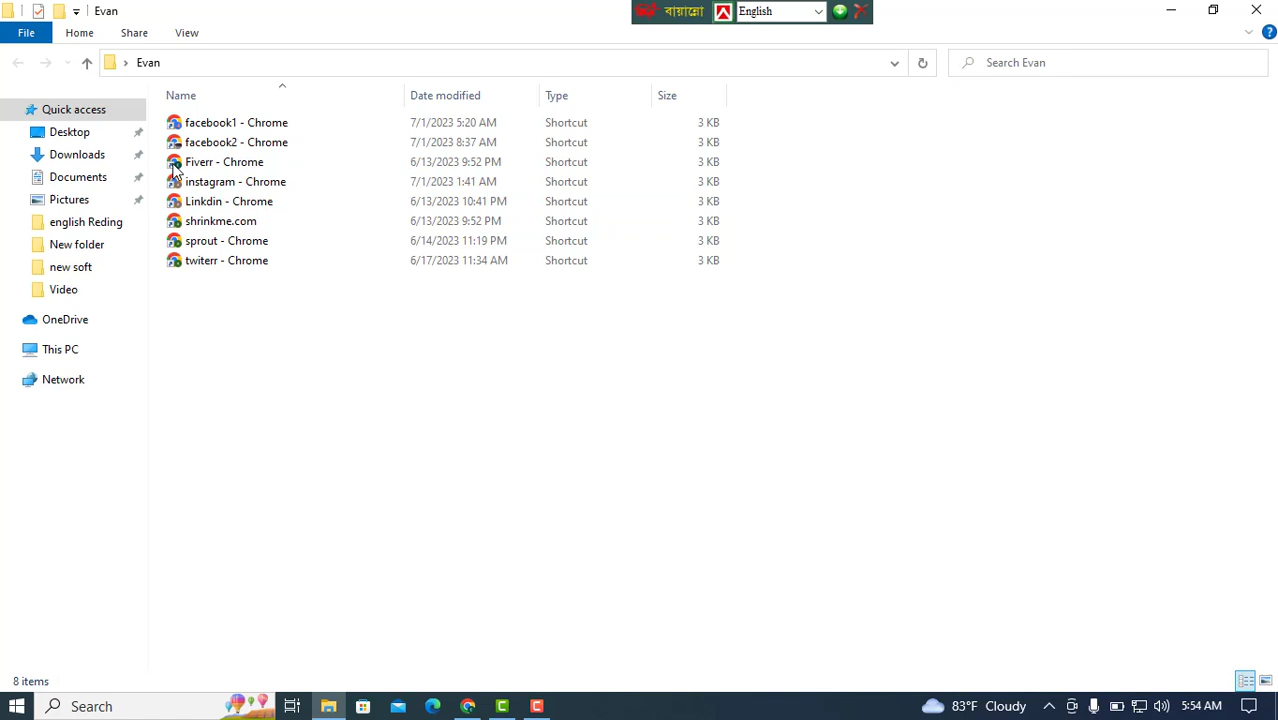 Evan
বায়ান্নো English
File Home Share View
Evan
Search Evan
Name Date modified Type Size
Quick access
Desktop
Downloads
Documents
Pictures
english Reding
New folder
new soft
Video
OneDrive
This PC
Network
facebook1 - Chrome 7/1/2023 5:20 AM Shortcut 3 KB
facebook2 - Chrome 7/1/2023 8:37 AM Shortcut 3 KB
Fiverr - Chrome 6/13/2023 9:52 PM Shortcut 3 KB
instagram - Chrome 7/1/2023 1:41 AM Shortcut 3 KB
Linkdin - Chrome 6/13/2023 10:41 PM Shortcut 3 KB
shrinkme.com 6/13/2023 9:52 PM Shortcut 3 KB
sprout - Chrome 6/14/2023 11:19 PM Shortcut 3 KB
twiterr - Chrome 6/17/2023 11:34 AM Shortcut 3 KB
8 items
Search 83°F Cloudy 5:54 AM